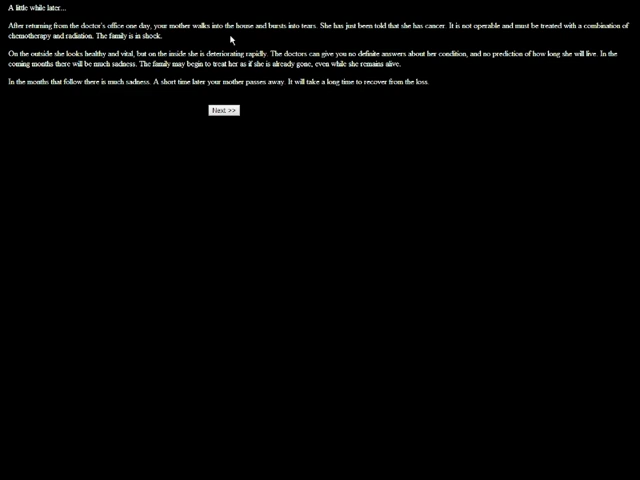 A little while later...
After returning from the doctor's office one day, your mother walks into the house and bursts into tears. She has just been told that she has cancer. It is not operable and must be treated with a combination of
chemotherapy and radiation. The family is in shock.
On the outside she looks healthy and vital, but on the inside she is deteriorating rapidly. The doctors can give you no definite answers about her condition, and no prediction of how long she will live. In the
coming months there will be much sadness. The family may begin to treat her as if she is already gone, even while she remains alive.
In the months that follow there is much sadness. A short time later your mother passes away. It will take a long time to recover from the loss.
Next >>